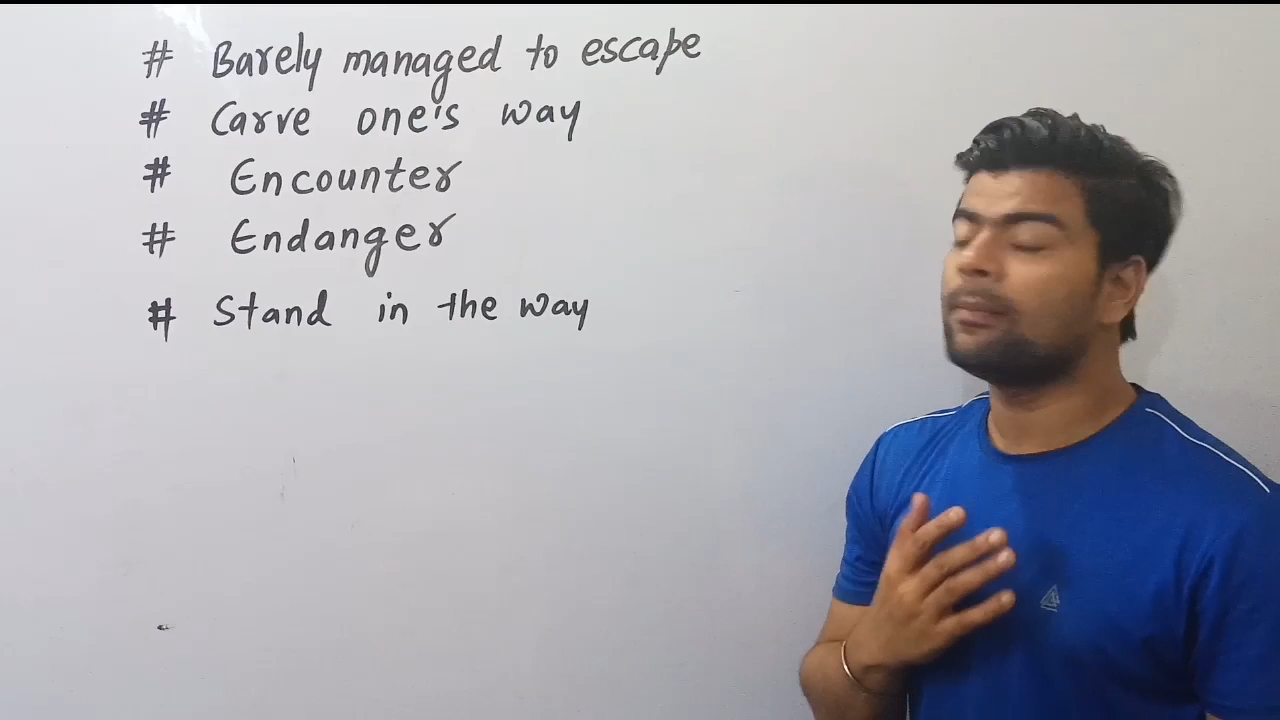 # Barely managed to escape
# Carve one's way
# Encounter
# Endanger
# Stand in the way